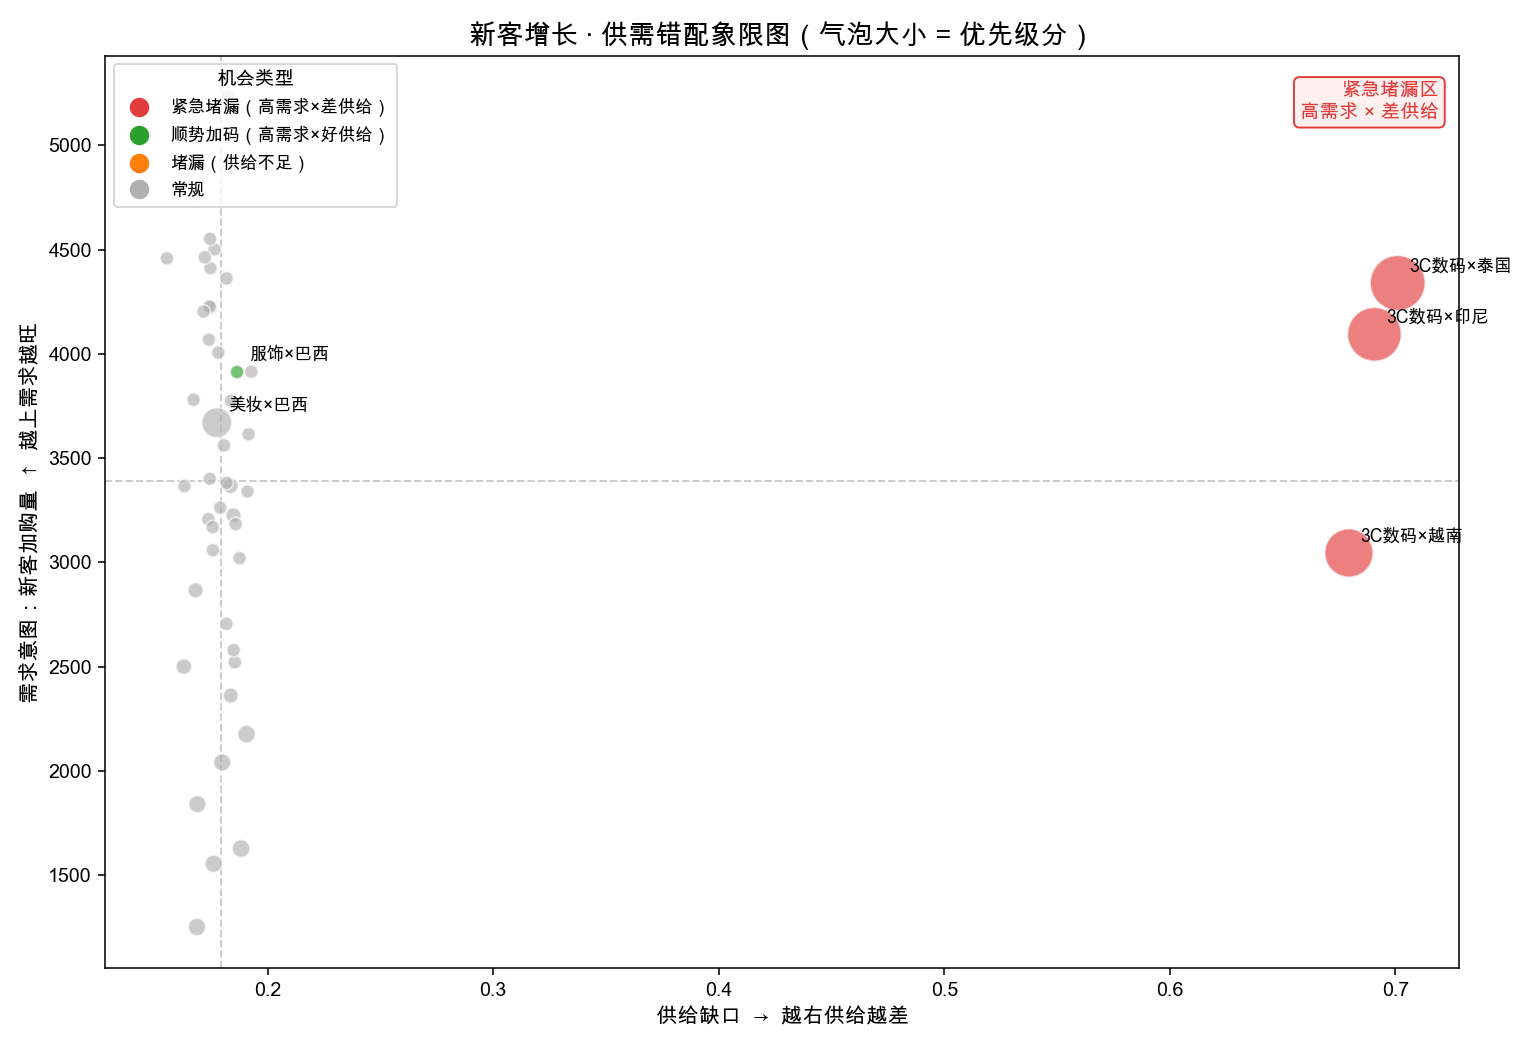 新客增长 · 供需错配象限图（气泡大小 = 优先级分）
机会类型
紧急堵漏（高需求×差供给）
顺势加码（高需求×好供给）
堵漏（供给不足）
常规
紧急堵漏区
高需求 × 差供给
3C数码×泰国
3C数码×印尼
服饰×巴西
美妆×巴西
3C数码×越南
需求意图：新客加购量 ↑ 越上需求越旺
5000
4500
4000
3500
3000
2500
2000
1500
0.2
0.3
0.4
0.5
0.6
0.7
供给缺口 → 越右供给越差